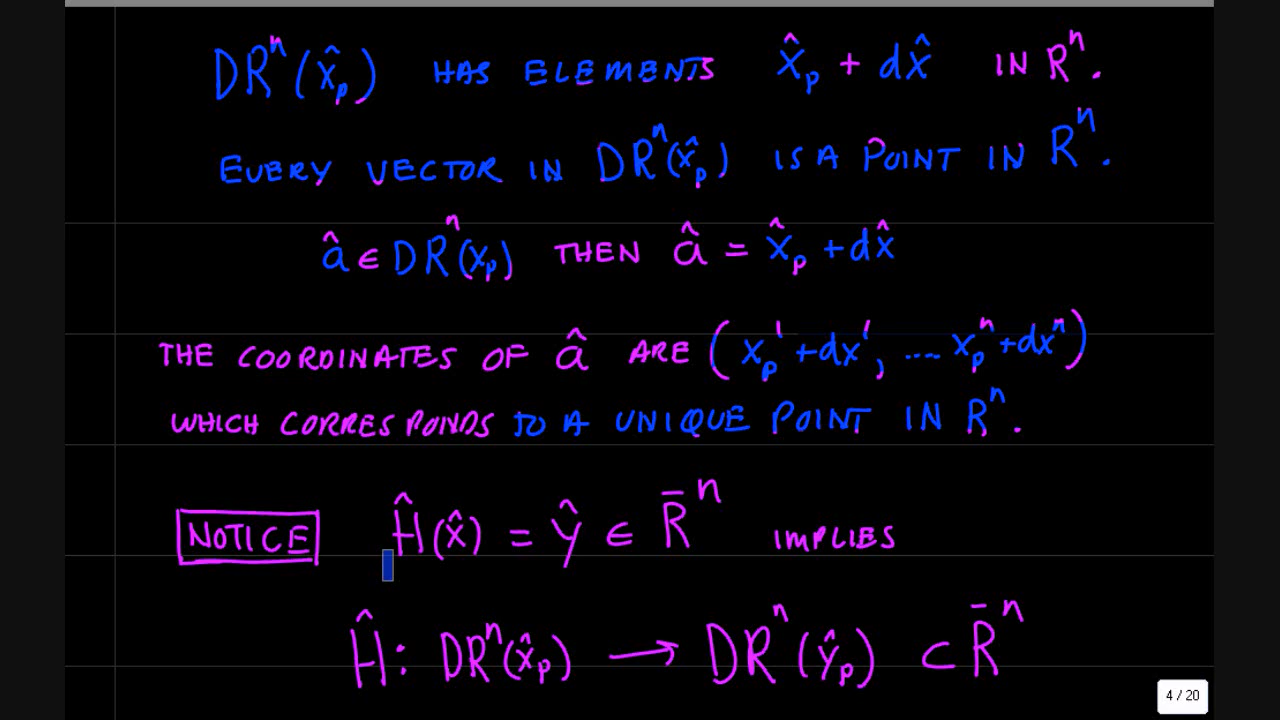 DRⁿ(x̂ₚ) HAS ELEMENTS x̂ₚ + dx̂ IN Rⁿ.
EVERY VECTOR IN DRⁿ(x̂ₚ) IS A POINT IN Rⁿ.
â ∈ DRⁿ(xₚ) THEN â = x̂ₚ + dx̂
THE COORDINATES OF â ARE (xₚ¹ + dx¹, .... xₚⁿ + dxⁿ)
WHICH CORRESPONDS TO A UNIQUE POINT IN Rⁿ.
NOTICE Ĥ(x̂) = ŷ ∈ R̄ⁿ IMPLIES
Ĥ: DRⁿ(x̂ₚ) → DRⁿ(ŷₚ) ⊂ R̄ⁿ
4 / 20